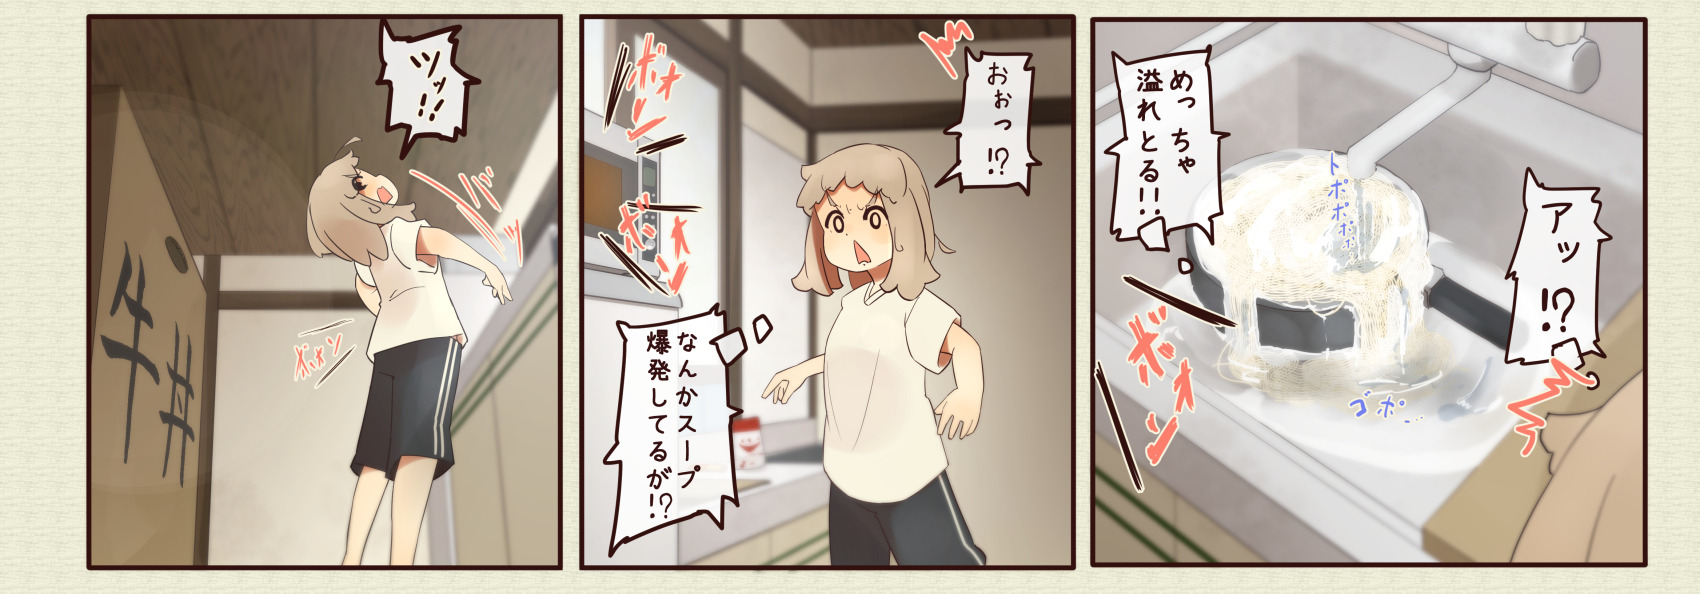 アッ
!?
めっちゃ
溢れとる!!
トポポポポポ
ゴポ…
ボォン
おぉっ
!?
ボォン
ボォン
なんかスープ
爆発してるが!?
ツッ!!
バッ
ボォン
牛丼